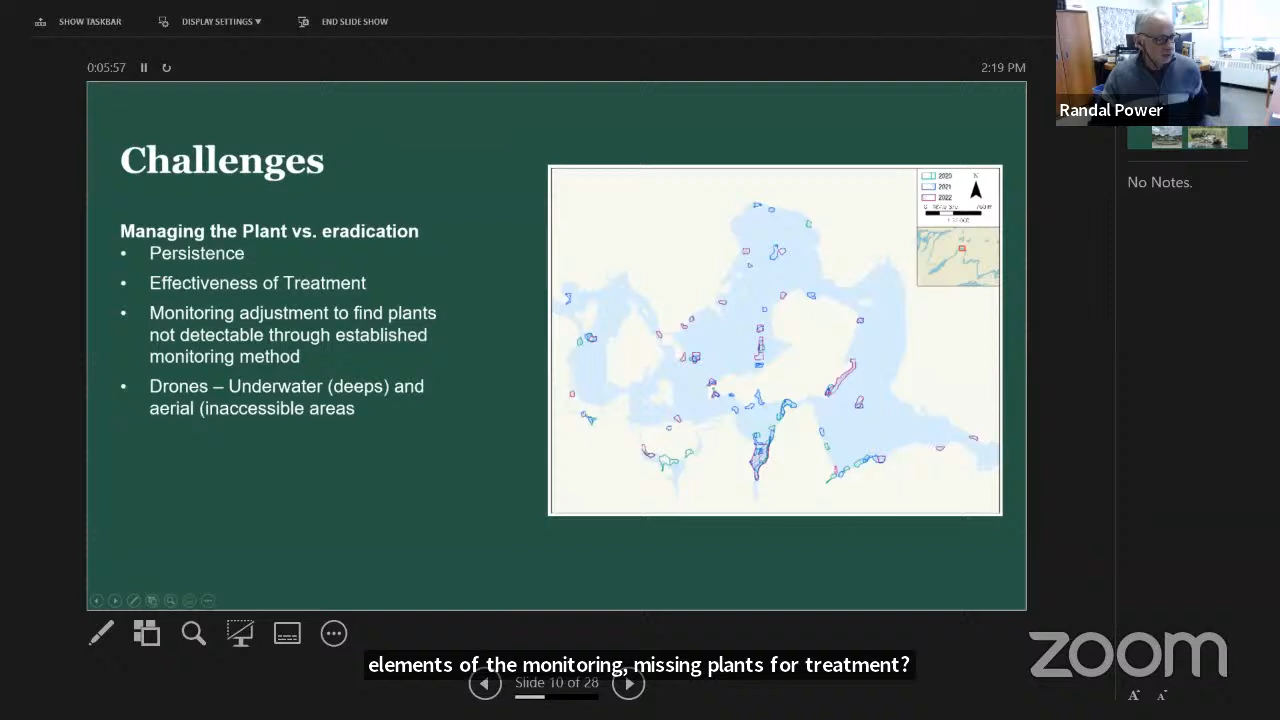 SHOW TASKBAR
DISPLAY SETTINGS ▼
END SLIDE SHOW
0:05:57
2:19 PM
Randal Power
No Notes.
Challenges
Managing the Plant vs. eradication
• Persistence
• Effectiveness of Treatment
• Monitoring adjustment to find plants
not detectable through established
monitoring method
• Drones – Underwater (deeps) and
aerial (inaccessible areas
2020
2021
2022
N
elements of the monitoring, missing plants for treatment?
Slide 10 of 28
zoom
A
A